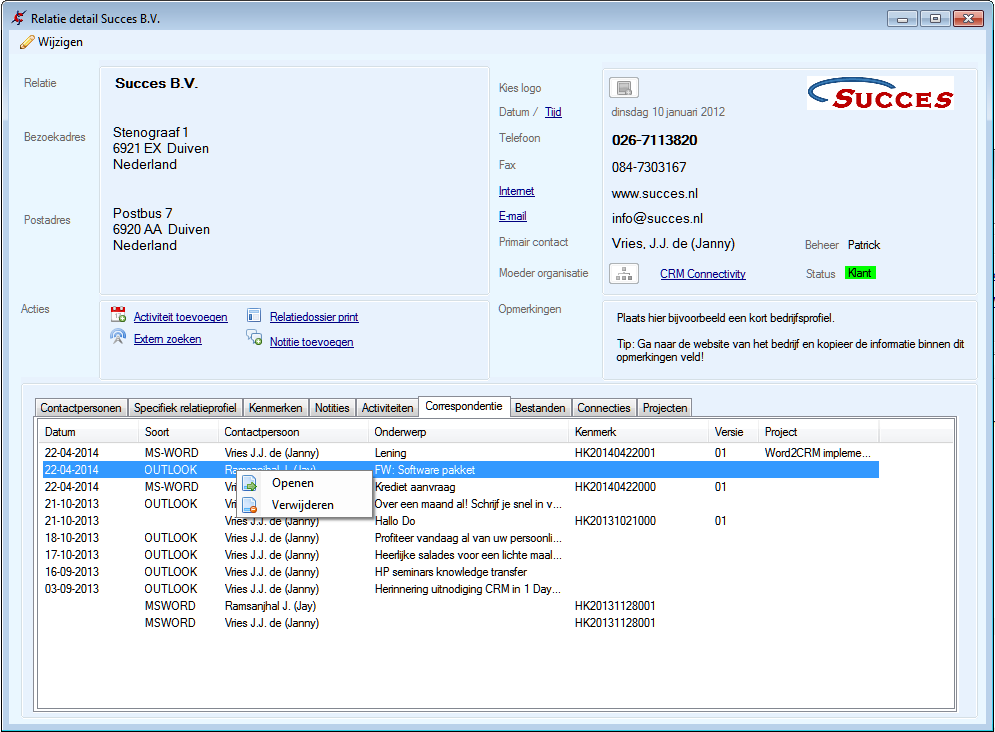 Relatie detail Succes B.V.
Wijzigen
Relatie
Succes B.V.
Bezoekadres
Stenograaf 1
6921 EX Duiven
Nederland
Postadres
Postbus 7
6920 AA Duiven
Nederland
Kies logo
SUCCES
Datum / Tijd
dinsdag 10 januari 2012
Telefoon
026-7113820
Fax
084-7303167
Internet
www.succes.nl
E-mail
info@succes.nl
Primair contact
Vries, J.J. de (Janny)
Beheer Patrick
Moeder organisatie
CRM Connectivity
Status Klant
Acties
Activiteit toevoegen
Relatiedossier print
Extern zoeken
Notitie toevoegen
Opmerkingen
Plaats hier bijvoorbeeld een kort bedrijfsprofiel.
Tip: Ga naar de website van het bedrijf en kopieer de informatie binnen dit
opmerkingen veld!
Contactpersonen Specifiek relatieprofiel Kenmerken Notities Activiteiten Correspondentie Bestanden Connecties Projecten
Datum Soort Contactpersoon Onderwerp Kenmerk Versie Project
22-04-2014 MS-WORD Vries J.J. de (Janny) Lening HK20140422001 01 Word2CRM impleme...
22-04-2014 OUTLOOK Ramsanjhal J. (Jay) FW: Software pakket
22-04-2014 MS-WORD Krediet aanvraag HK20140422000 01
21-10-2013 OUTLOOK Over een maand al! Schrijf je snel in v...
21-10-2013 Vries J.J. de (Janny) Hallo Do HK20131021000 01
18-10-2013 OUTLOOK Vries J.J. de (Janny) Profiteer vandaag al van uw persoonli...
17-10-2013 OUTLOOK Vries J.J. de (Janny) Heerlijke salades voor een lichte maal...
16-09-2013 OUTLOOK Vries J.J. de (Janny) HP seminars knowledge transfer
03-09-2013 OUTLOOK Vries J.J. de (Janny) Herinnering uitnodiging CRM in 1 Day...
MSWORD Ramsanjhal J. (Jay) HK20131128001
MSWORD Vries J.J. de (Janny) HK20131128001
Openen
Verwijderen